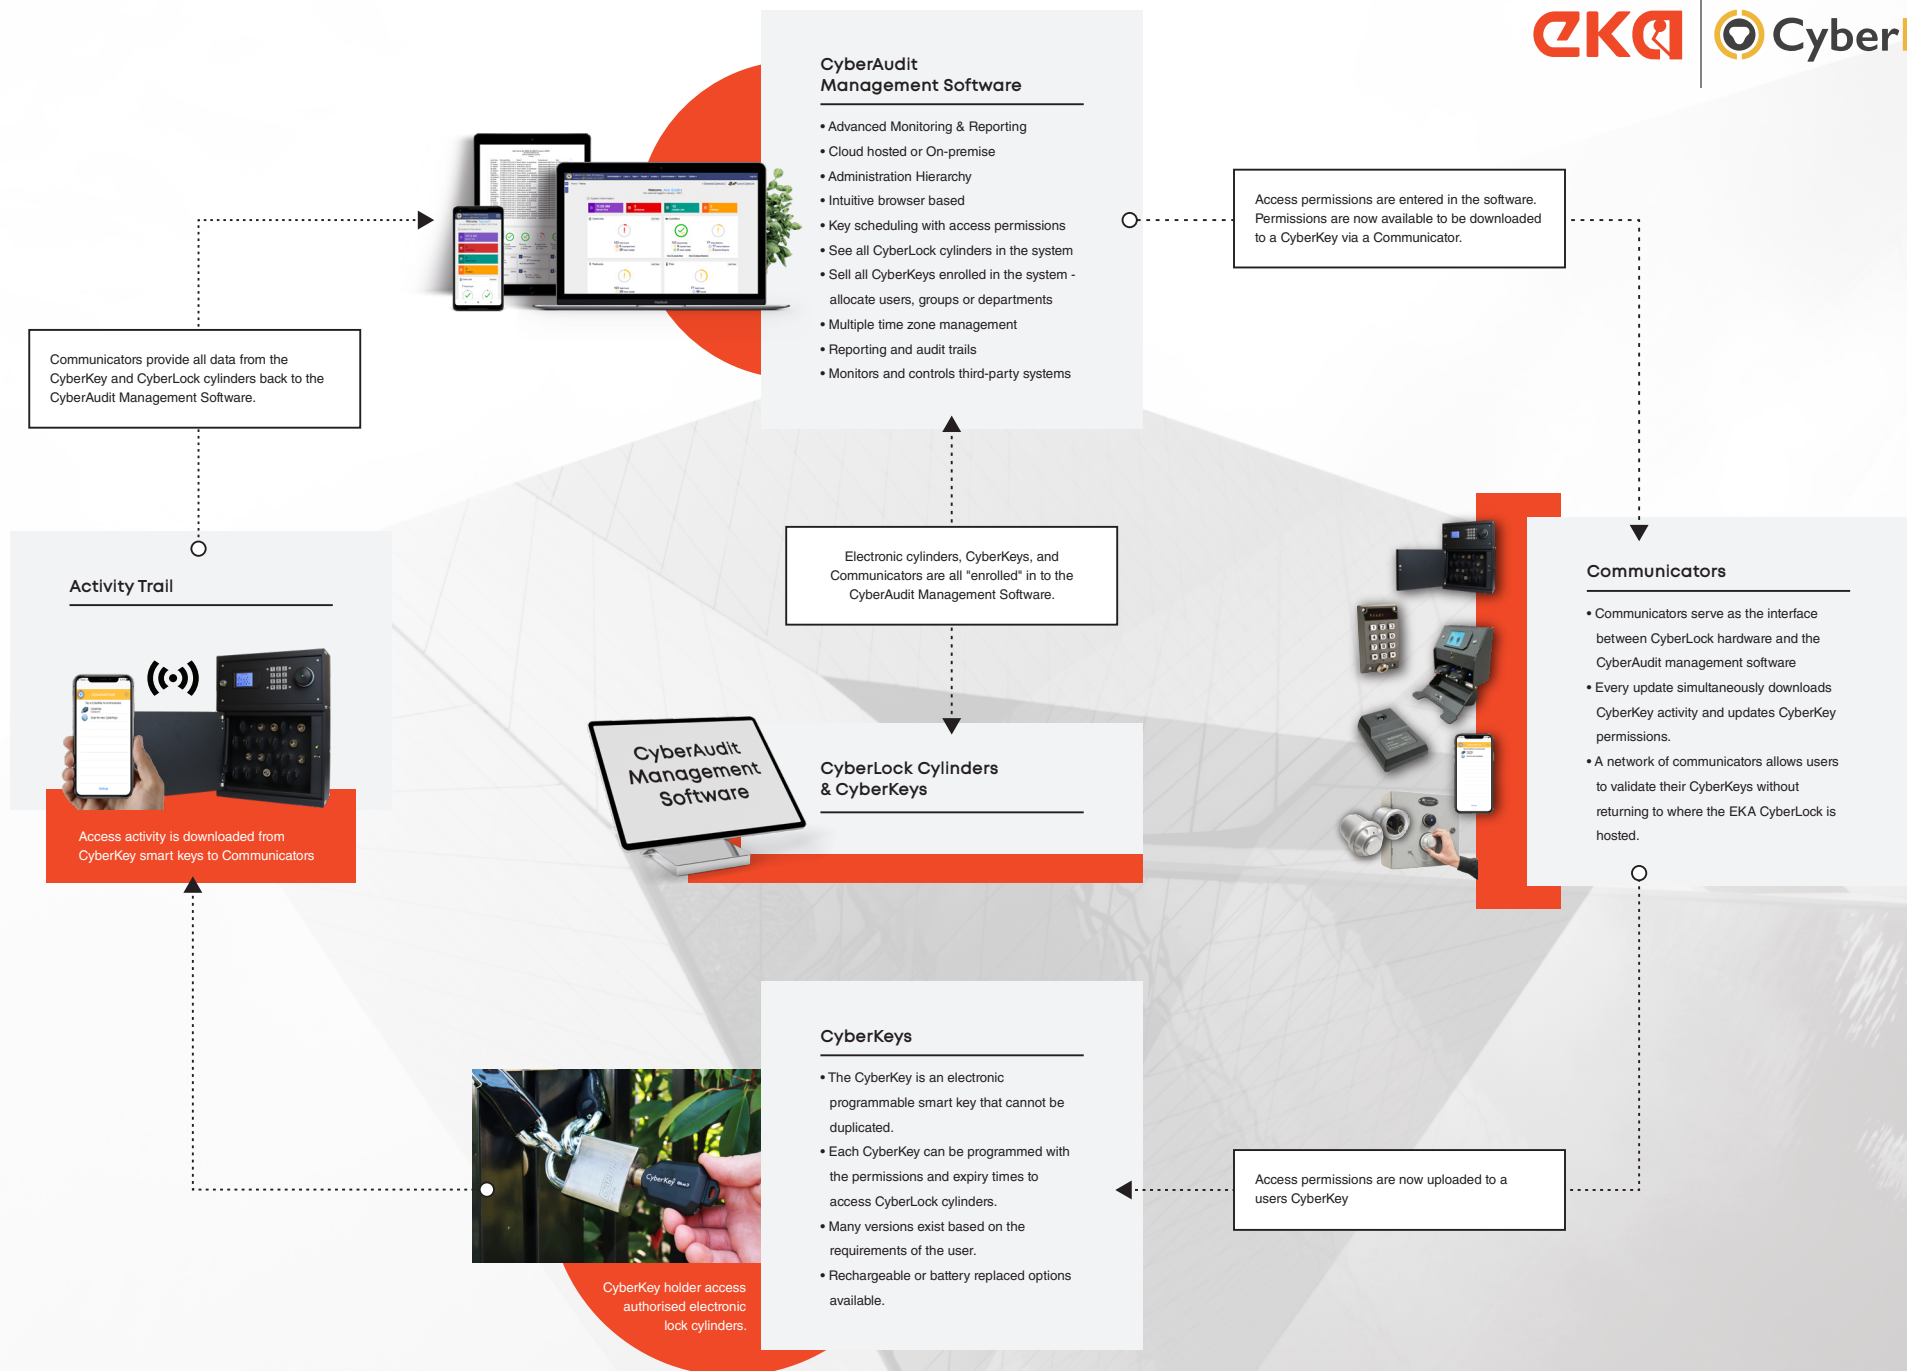 eka
Cyber
CyberAudit
Management Software
• Advanced Monitoring & Reporting
• Cloud hosted or On-premise
• Administration Hierarchy
• Intuitive browser based
• Key scheduling with access permissions
• See all CyberLock cylinders in the system
• Sell all CyberKeys enrolled in the system -
allocate users, groups or departments
• Multiple time zone management
• Reporting and audit trails
• Monitors and controls third-party systems
Access permissions are entered in the software.
Permissions are now available to be downloaded
to a CyberKey via a Communicator.
Communicators provide all data from the
CyberKey and CyberLock cylinders back to the
CyberAudit Management Software.
Electronic cylinders, CyberKeys, and
Communicators are all "enrolled" in to the
CyberAudit Management Software.
Activity Trail
Access activity is downloaded from
CyberKey smart keys to Communicators
CyberAudit
Management
Software
CyberLock Cylinders
& CyberKeys
Communicators
• Communicators serve as the interface
between CyberLock hardware and the
CyberAudit management software
• Every update simultaneously downloads
CyberKey activity and updates CyberKey
permissions.
• A network of communicators allows users
to validate their CyberKeys without
returning to where the EKA CyberLock is
hosted.
CyberKeys
• The CyberKey is an electronic
programmable smart key that cannot be
duplicated.
• Each CyberKey can be programmed with
the permissions and expiry times to
access CyberLock cylinders.
• Many versions exist based on the
requirements of the user.
• Rechargeable or battery replaced options
available.
CyberKey
CyberKey holder access
authorised electronic
lock cylinders.
Access permissions are now uploaded to a
users CyberKey